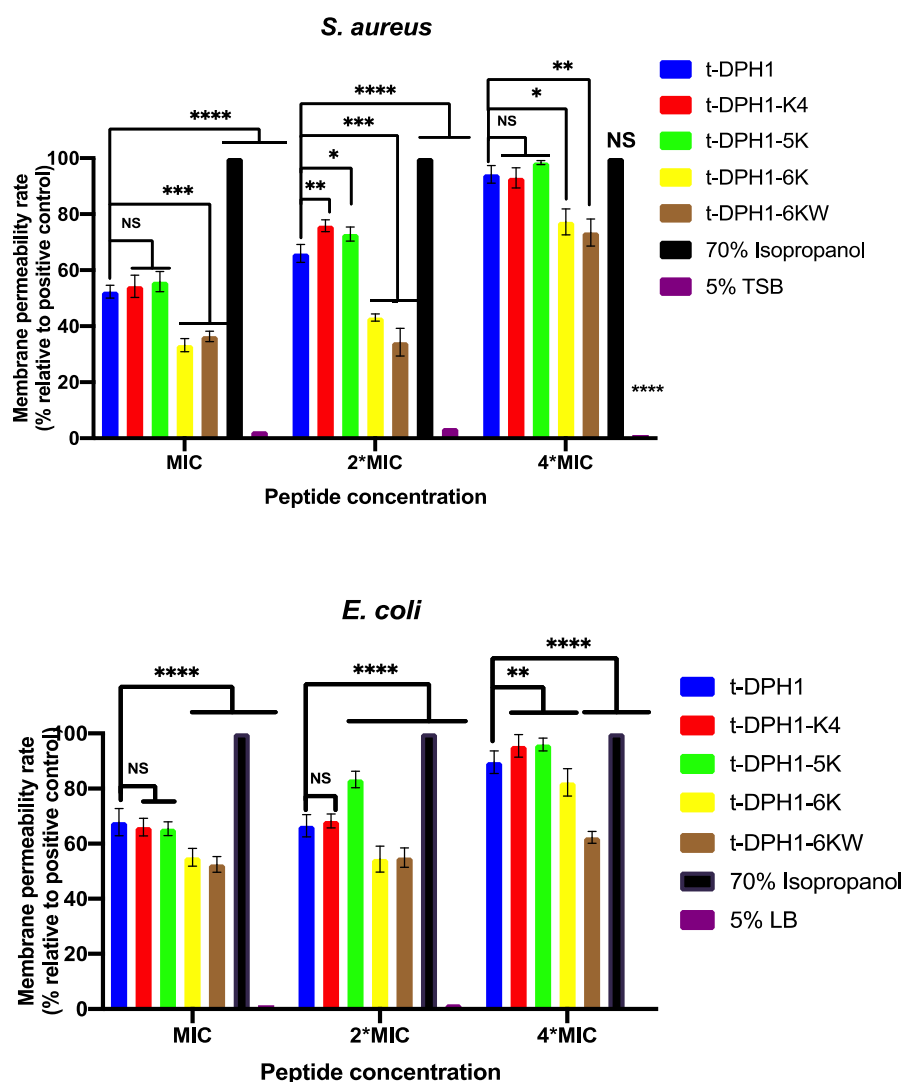 S. aureus
Membrane permeability rate
(% relative to positive control)
100
80
60
40
20
0
****
***
NS
****
***
*
**
**
*
NS
NS
****
MIC
2*MIC
4*MIC
Peptide concentration
t-DPH1
t-DPH1-K4
t-DPH1-5K
t-DPH1-6K
t-DPH1-6KW
70% Isopropanol
5% TSB
E. coli
Membrane permeability rate
(% relative to positive control)
100
80
60
40
20
0
****
NS
****
NS
****
**
MIC
2*MIC
4*MIC
Peptide concentration
t-DPH1
t-DPH1-K4
t-DPH1-5K
t-DPH1-6K
t-DPH1-6KW
70% Isopropanol
5% LB